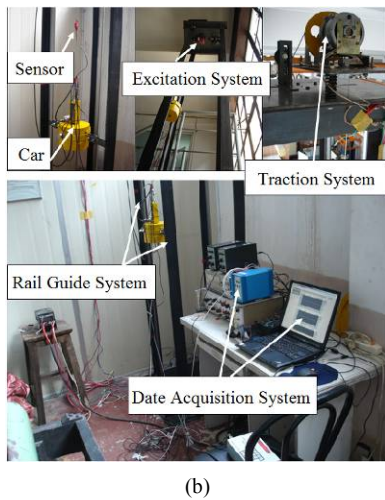 Sensor
Excitation System
Car
Traction System
Rail Guide System
Date Acquisition System
(b)